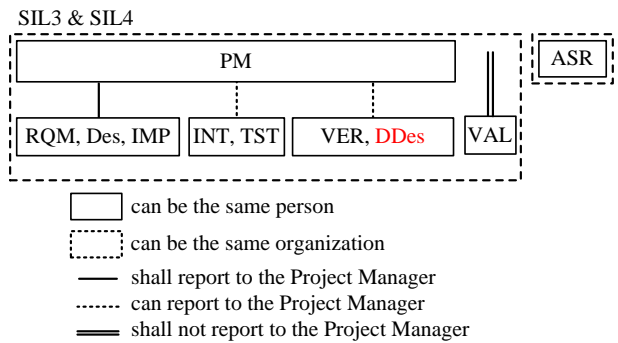 SIL3 & SIL4
PM
ASR
RQM, Des, IMP
INT, TST
VER, DDes
VAL
can be the same person
can be the same organization
shall report to the Project Manager
can report to the Project Manager
shall not report to the Project Manager